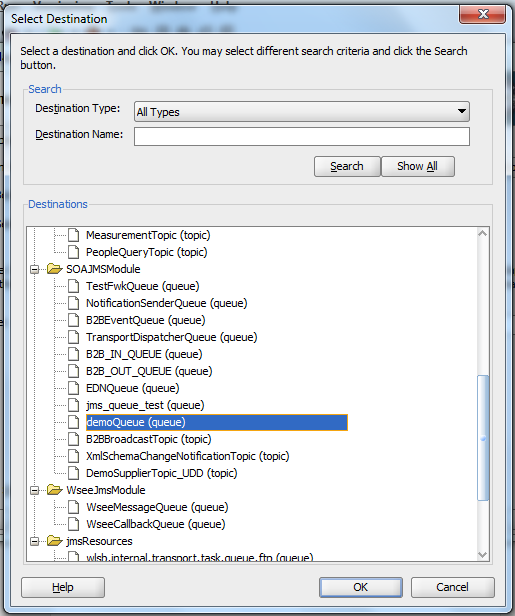 Select Destination
Select a destination and click OK. You may select different search criteria and click the Search
button.
Search
Destination Type: All Types
Destination Name:
Search Show All
Destinations
MeasurementTopic (topic)
PeopleQueryTopic (topic)
SOAJMSModule
TestFwkQueue (queue)
NotificationSenderQueue (queue)
B2BEventQueue (queue)
TransportDispatcherQueue (queue)
B2B_IN_QUEUE (queue)
B2B_OUT_QUEUE (queue)
EDNQueue (queue)
jms_queue_test (queue)
demoQueue (queue)
B2BBroadcastTopic (topic)
XmlSchemaChangeNotificationTopic (topic)
DemoSupplierTopic_UDD (topic)
WseeJmsModule
WseeMessageQueue (queue)
WseeCallbackQueue (queue)
jmsResources
wlsb.internal.transport.task.queue.ftp (queue)
Help OK Cancel